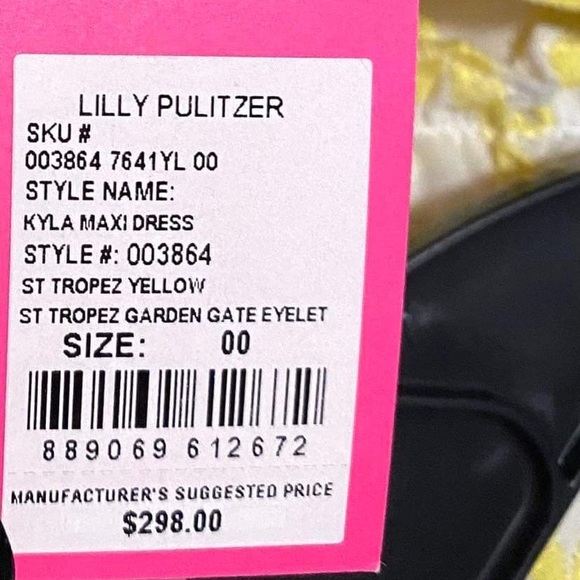 LILLY PULITZER
SKU #
003864 7641YL 00
STYLE NAME:
KYLA MAXI DRESS
STYLE #: 003864
ST TROPEZ YELLOW
ST TROPEZ GARDEN GATE EYELET
SIZE: 00
889069 612672
MANUFACTURER'S SUGGESTED PRICE
$298.00